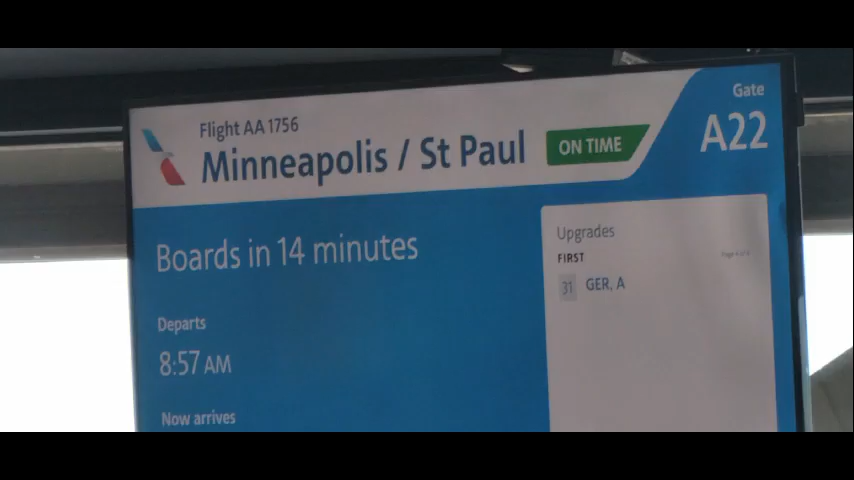 Flight AA 1756
Minneapolis / St Paul
ON TIME
Gate
A22
Boards in 14 minutes
Departs
8:57 AM
Now arrives
Upgrades
FIRST
31 GER, A